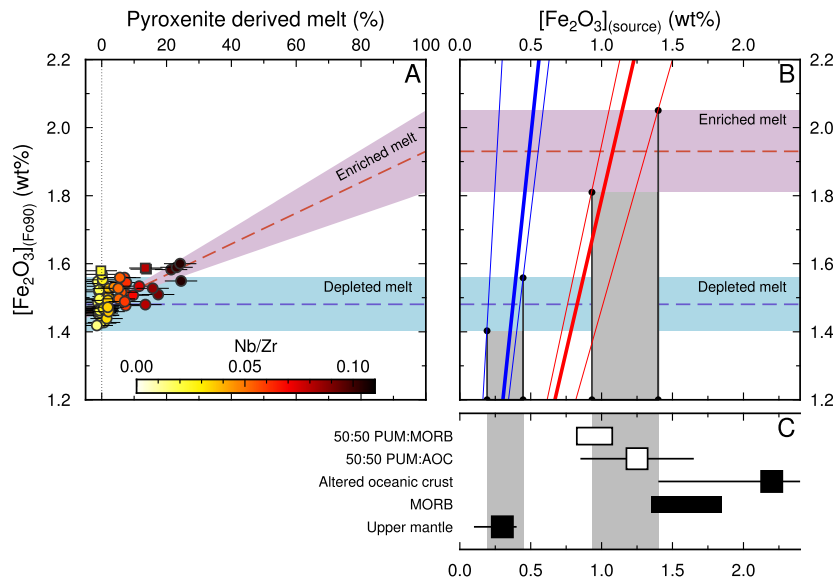 Pyroxenite derived melt (%)
0 20 40 60 80 100
[Fe2O3](source) (wt%)
0.0 0.5 1.0 1.5 2.0
A
B
2.2
2.0
1.8
1.6
1.4
1.2
[Fe2O3](Fo90) (wt%)
Enriched melt
Depleted melt
Nb/Zr
0.00 0.05 0.10
Enriched melt
Depleted melt
2.2
2.0
1.8
1.6
1.4
1.2
C
50:50 PUM:MORB
50:50 PUM:AOC
Altered oceanic crust
MORB
Upper mantle
0.0 0.5 1.0 1.5 2.0